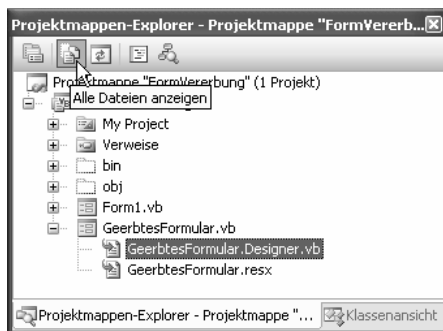 Projektmappen-Explorer - Projektmappe "FormVererb...
Projektmappe "FormVererbung" (1 Projekt)
Alle Dateien anzeigen
My Project
Verweise
bin
obj
Form1.vb
GeerbtesFormular.vb
GeerbtesFormular.Designer.vb
GeerbtesFormular.resx
Projektmappen-Explorer - Projektmappe "... Klassenansicht